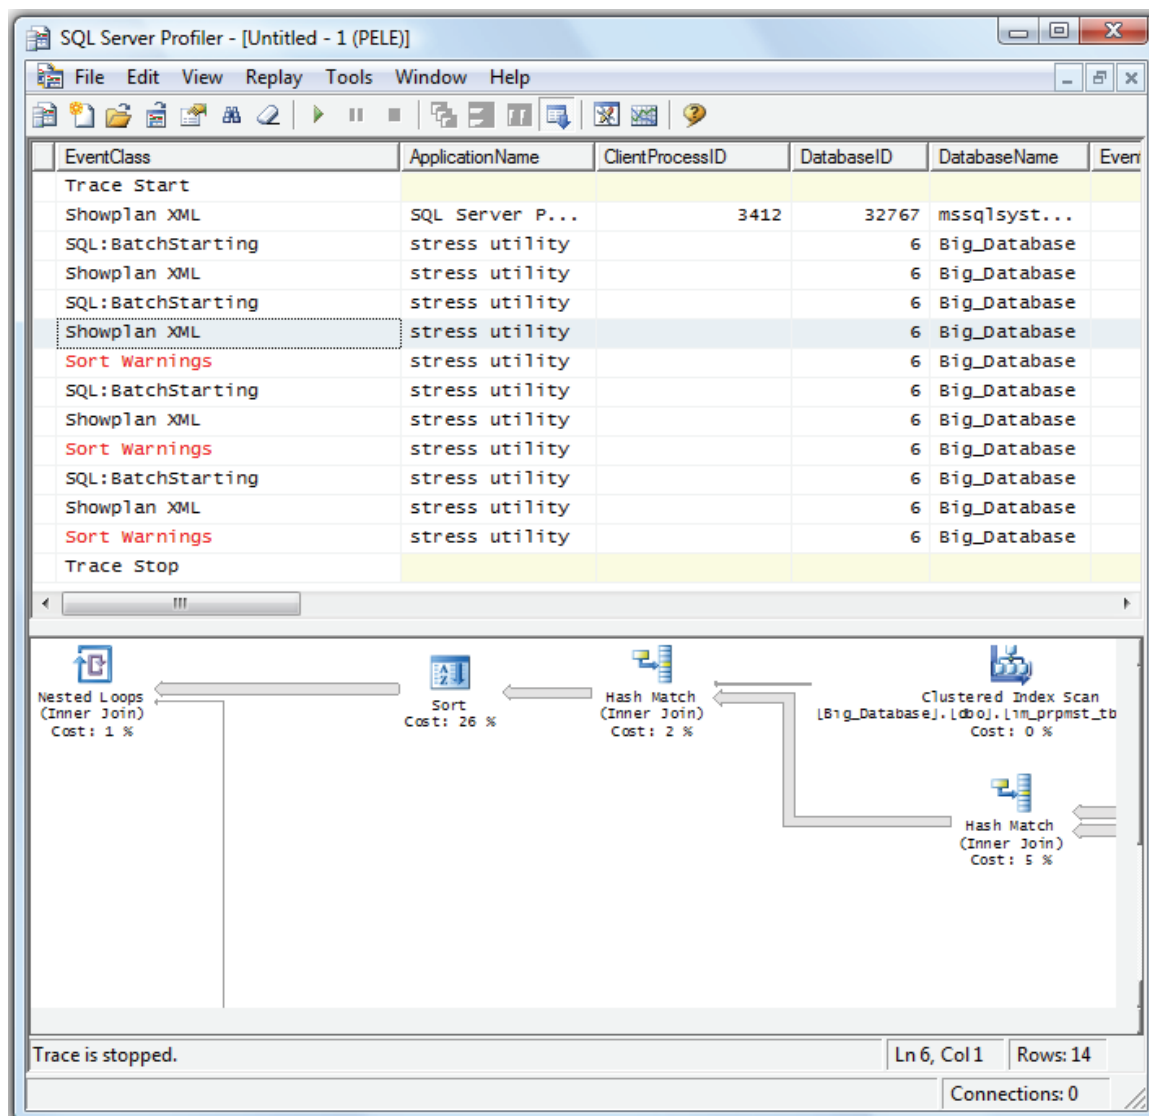 SQL Server Profiler - [Untitled - 1 (PELE)]
File Edit View Replay Tools Window Help
EventClass ApplicationName ClientProcessID DatabaseID DatabaseName Event
Trace Start
Showplan XML SQL Server P... 3412 32767 mssqlsyst...
SQL:BatchStarting stress utility 6 Big_Database
Showplan XML stress utility 6 Big_Database
SQL:BatchStarting stress utility 6 Big_Database
Showplan XML stress utility 6 Big_Database
Sort Warnings stress utility 6 Big_Database
SQL:BatchStarting stress utility 6 Big_Database
Showplan XML stress utility 6 Big_Database
Sort Warnings stress utility 6 Big_Database
SQL:BatchStarting stress utility 6 Big_Database
Showplan XML stress utility 6 Big_Database
Sort Warnings stress utility 6 Big_Database
Trace Stop
Nested Loops
(Inner Join)
Cost: 1 %
Sort
Cost: 26 %
Hash Match
(Inner Join)
Cost: 2 %
Clustered Index Scan
[Big_Database].[dbo].[im_prpmst_tb
Cost: 0 %
Hash Match
(Inner Join)
Cost: 5 %
Trace is stopped.
Ln 6, Col 1 Rows: 14
Connections: 0